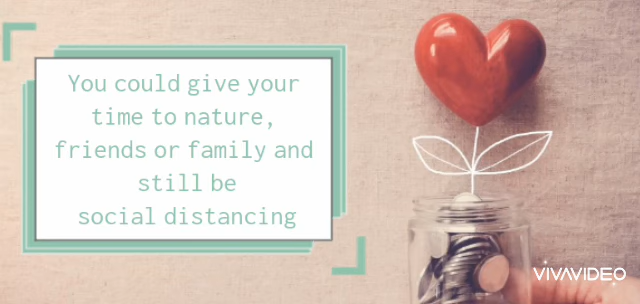 You could give your
time to nature,
friends or family and
still be
social distancing
VIVAVIDEO